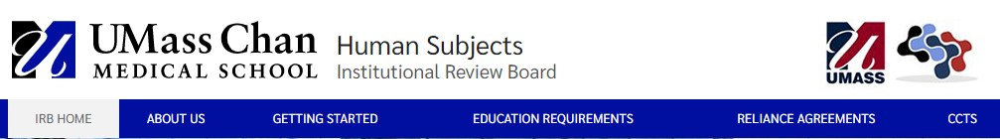 UMass Chan
MEDICAL SCHOOL
Human Subjects
Institutional Review Board
UMASS
IRB HOME
ABOUT US
GETTING STARTED
EDUCATION REQUIREMENTS
RELIANCE AGREEMENTS
CCTS